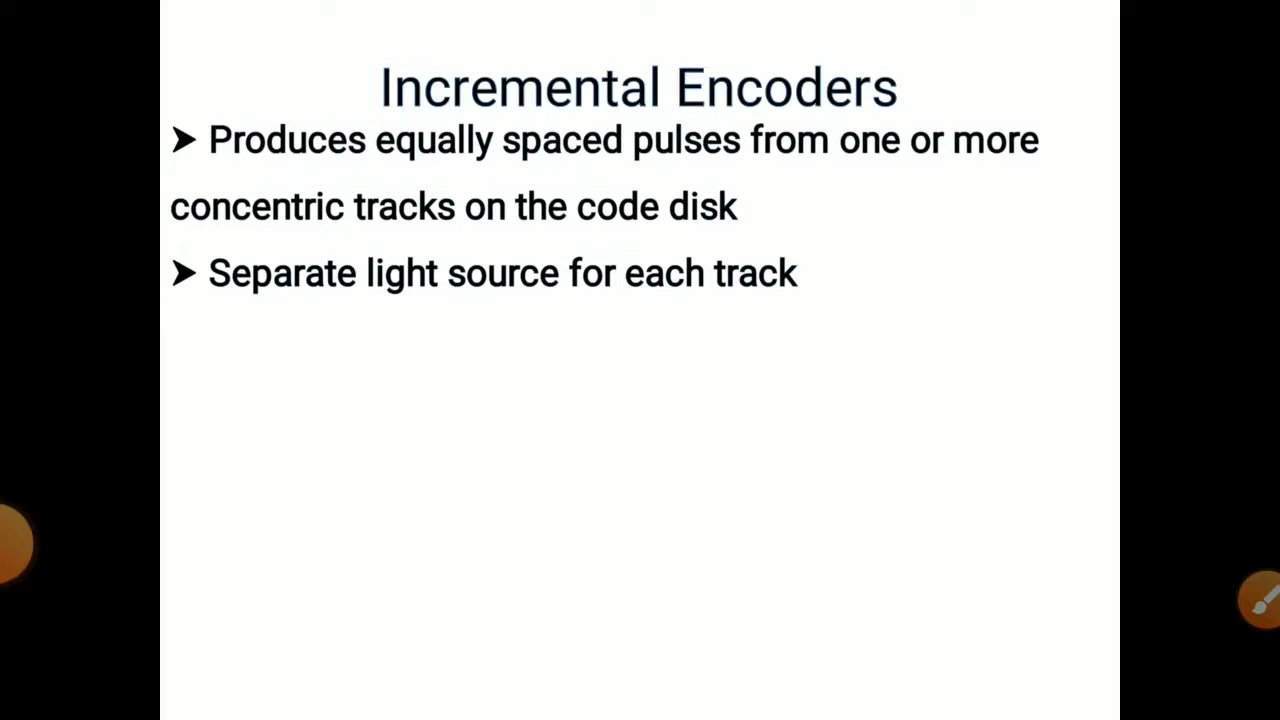 Incremental Encoders
➤ Produces equally spaced pulses from one or more
concentric tracks on the code disk
➤ Separate light source for each track